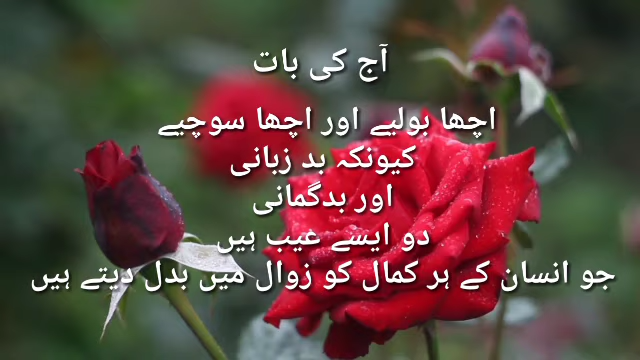 آج کی بات
اچھا بولیے اور اچھا سوچیے
کیونکہ بد زبانی
اور بدگمانی
دو ایسے عیب ہیں
جو انسان کے ہر کمال کو زوال میں بدل دیتے ہیں